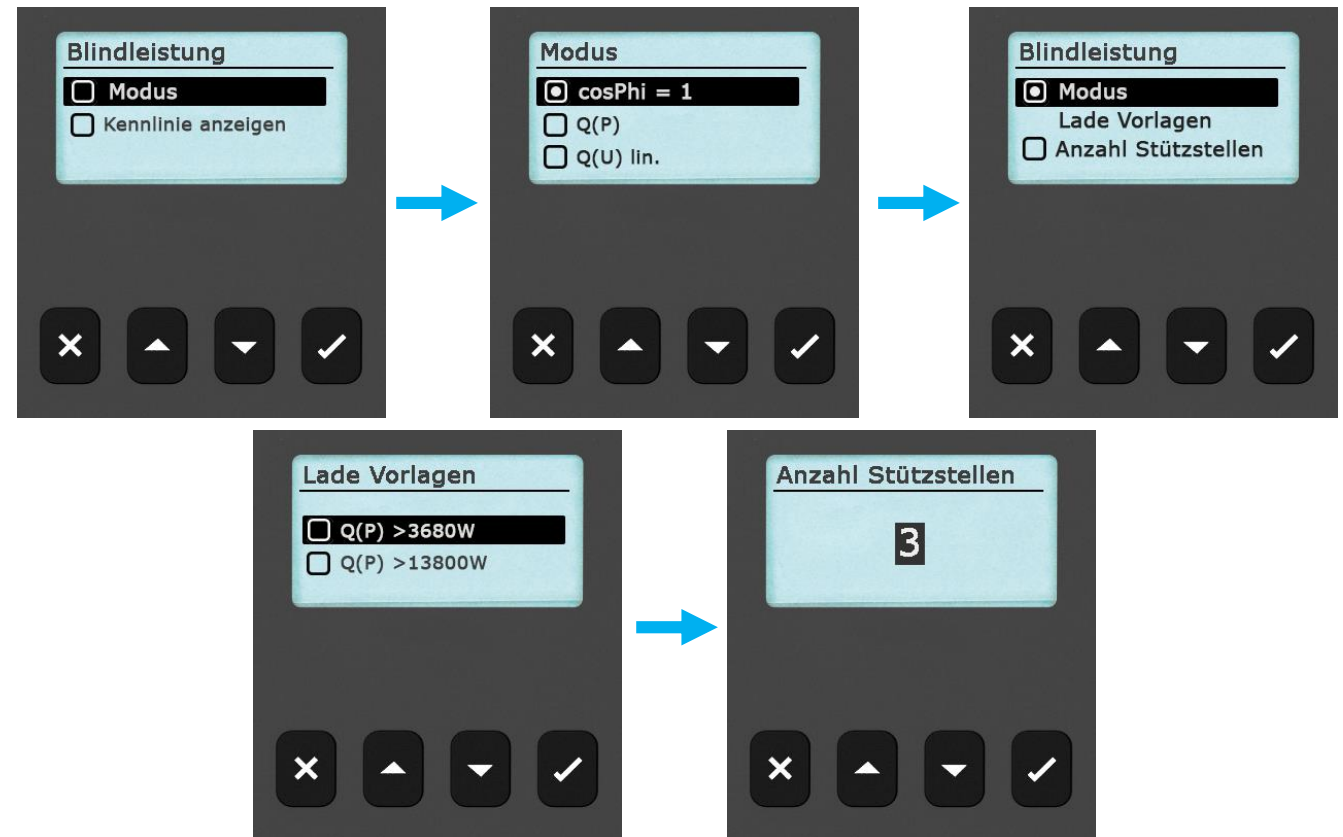 Blindleistung
Modus
Kennlinie anzeigen
Modus
cosPhi = 1
Q(P)
Q(U) lin.
Blindleistung
Modus
Lade Vorlagen
Anzahl Stützstellen
Lade Vorlagen
Q(P) >3680W
Q(P) >13800W
Anzahl Stützstellen
3